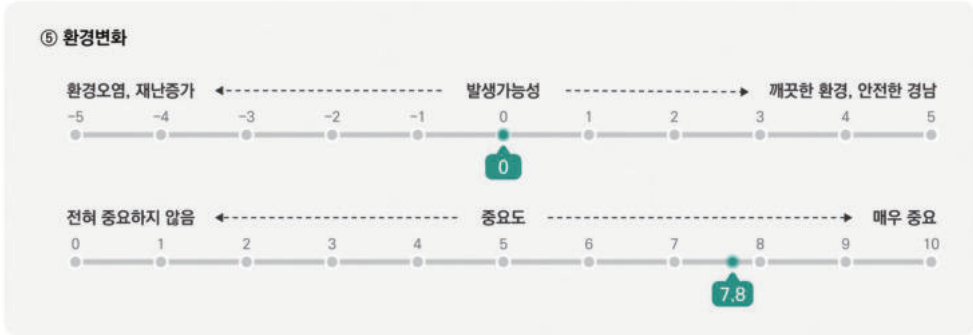 ⑤ 환경변화
환경오염, 재난증가 발생가능성 깨끗한 환경, 안전한 경남
-5 -4 -3 -2 -1 0 1 2 3 4 5
0
전혀 중요하지 않음 중요도 매우 중요
0 1 2 3 4 5 6 7 8 9 10
7.8